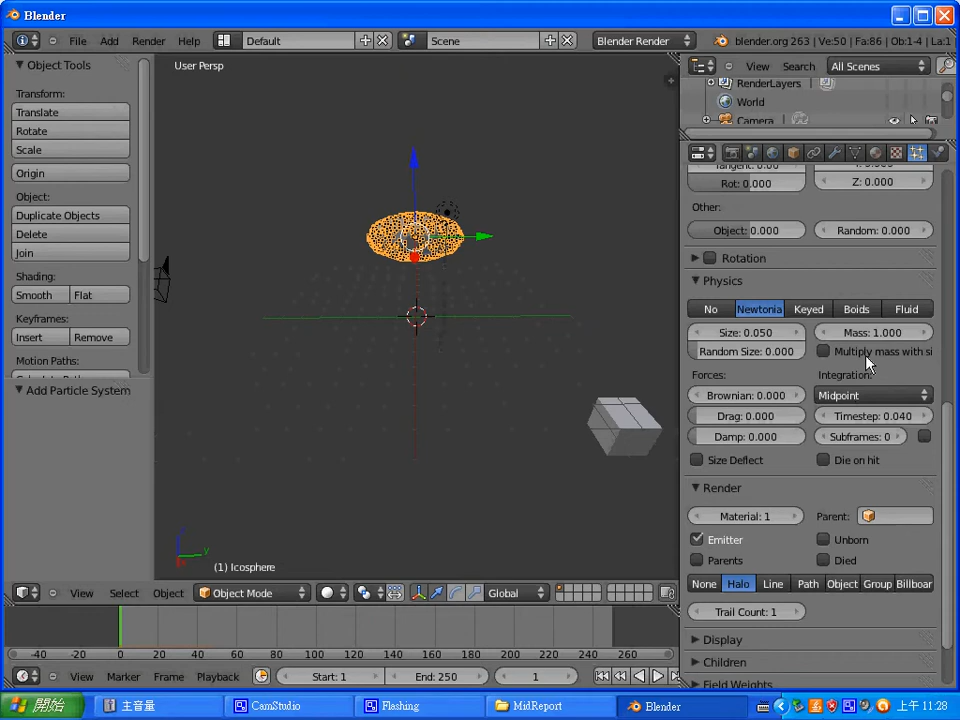 Blender
File Add Render Help Default Scene Blender Render blender.org 263 | Ve:50 | Fa:86 | Ob:1-4 | La:1
Object Tools
Transform:
Translate
Rotate
Scale
Origin
Object:
Duplicate Objects
Delete
Join
Shading:
Smooth Flat
Keyframes:
Insert Remove
Motion Paths:
Add Particle System
User Persp
(1) Icosphere
View Select Object Object Mode Global
-40 -20 0 20 40 60 80 100 120 140 160 180 200 220 240 260
View Marker Frame Playback Start: 1 End: 250 1
View Search All Scenes
RenderLayers
World
Camera
Rot: 0.000 Z: 0.000
Other:
Object: 0.000 Random: 0.000
Rotation
Physics
No Newtonia Keyed Boids Fluid
Size: 0.050 Mass: 1.000
Random Size: 0.000 Multiply mass with si
Forces: Integration:
Brownian: 0.000 Midpoint
Drag: 0.000 Timestep: 0.040
Damp: 0.000 Subframes: 0
Size Deflect Die on hit
Render
Material: 1 Parent:
Emitter Unborn
Parents Died
None Halo Line Path Object Group Billboar
Trail Count: 1
Display
Children
Field Weights
開始 主音量 CamStudio Flashing MidReport Blender 上午 11:28